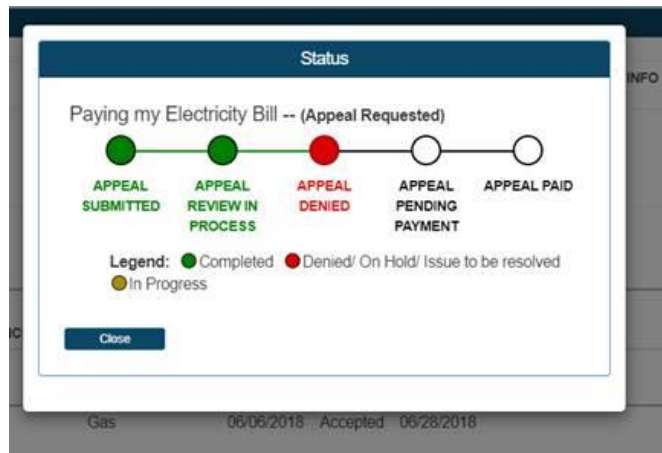 Status
INFO
Paying my Electricity Bill -- (Appeal Requested)
APPEAL SUBMITTED
APPEAL REVIEW IN PROCESS
APPEAL DENIED
APPEAL PENDING PAYMENT
APPEAL PAID
Legend: Completed Denied/ On Hold/ Issue to be resolved
In Progress
IC
Close
Gas 06/06/2018 Accepted 06/28/2018